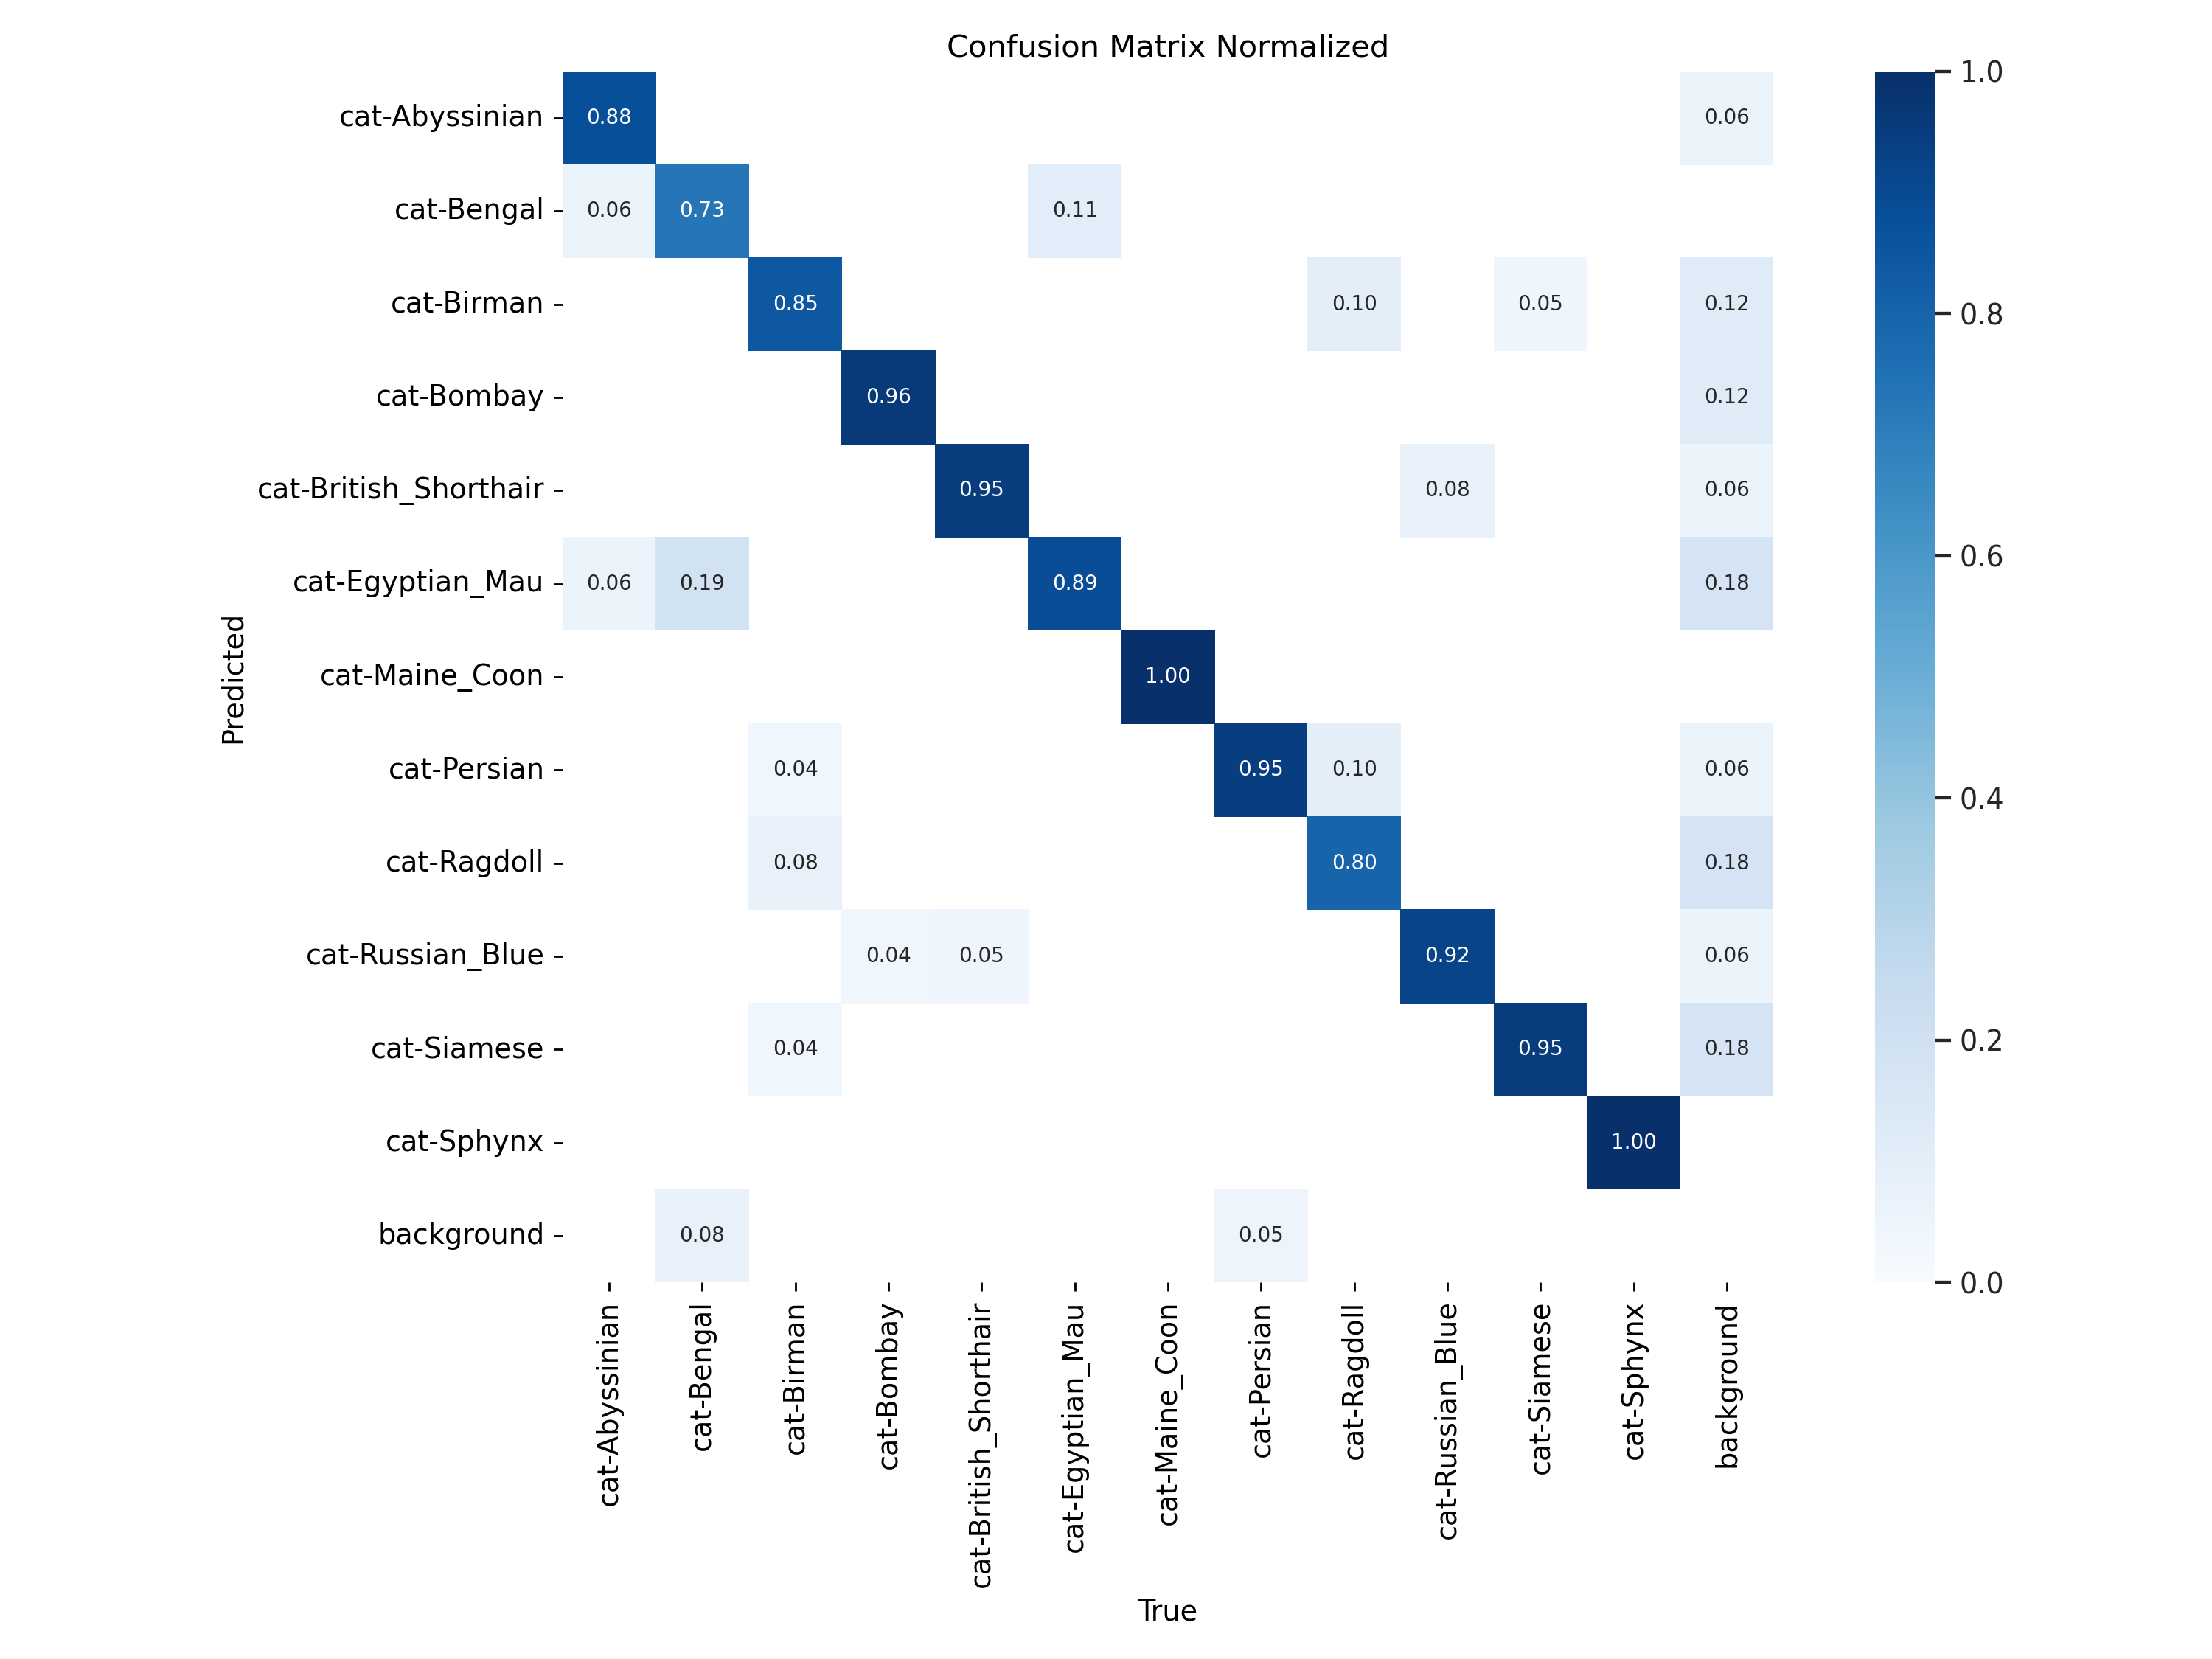 Confusion Matrix Normalized
cat-Abyssinian 0.88 0.06
cat-Bengal 0.06 0.73 0.11
cat-Birman 0.85 0.10 0.05 0.12
cat-Bombay 0.96 0.12
cat-British_Shorthair 0.95 0.08 0.06
cat-Egyptian_Mau 0.06 0.19 0.89 0.18
cat-Maine_Coon 1.00
cat-Persian 0.04 0.95 0.10 0.06
cat-Ragdoll 0.08 0.80 0.18
cat-Russian_Blue 0.04 0.05 0.92 0.06
cat-Siamese 0.04 0.95 0.18
cat-Sphynx 1.00
background 0.08 0.05
Predicted
cat-Abyssinian
cat-Bengal
cat-Birman
cat-Bombay
cat-British_Shorthair
cat-Egyptian_Mau
cat-Maine_Coon
cat-Persian
cat-Ragdoll
cat-Russian_Blue
cat-Siamese
cat-Sphynx
background
True
1.0
0.8
0.6
0.4
0.2
0.0